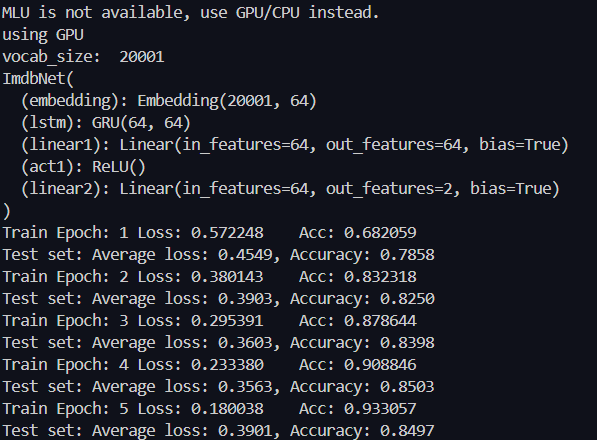 MLU is not available, use GPU/CPU instead.
using GPU
vocab_size:  20001
ImdbNet(
  (embedding): Embedding(20001, 64)
  (lstm): GRU(64, 64)
  (linear1): Linear(in_features=64, out_features=64, bias=True)
  (act1): ReLU()
  (linear2): Linear(in_features=64, out_features=2, bias=True)
)
Train Epoch: 1 Loss: 0.572248    Acc: 0.682059
Test set: Average loss: 0.4549, Accuracy: 0.7858
Train Epoch: 2 Loss: 0.380143    Acc: 0.832318
Test set: Average loss: 0.3903, Accuracy: 0.8250
Train Epoch: 3 Loss: 0.295391    Acc: 0.878644
Test set: Average loss: 0.3603, Accuracy: 0.8398
Train Epoch: 4 Loss: 0.233380    Acc: 0.908846
Test set: Average loss: 0.3563, Accuracy: 0.8503
Train Epoch: 5 Loss: 0.180038    Acc: 0.933057
Test set: Average loss: 0.3901, Accuracy: 0.8497